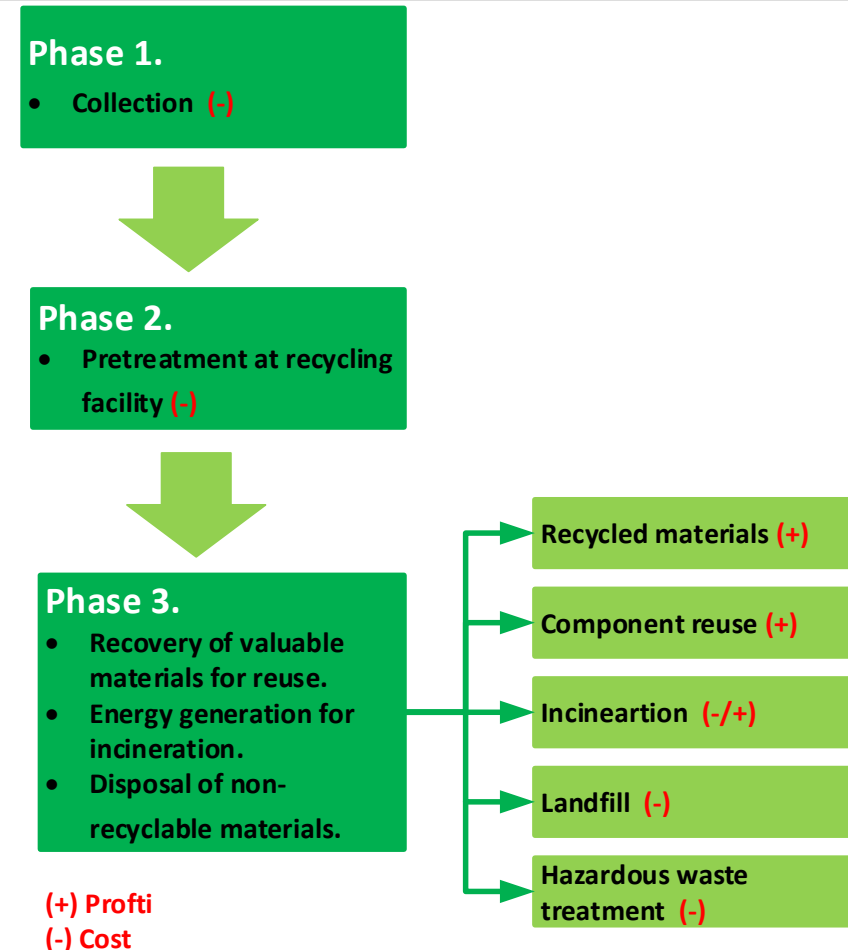 Phase 1.
• Collection (-)
Phase 2.
• Pretreatment at recycling
facility (-)
Phase 3.
• Recovery of valuable
materials for reuse.
• Energy generation for
incineration.
• Disposal of non-
recyclable materials.
Recycled materials (+)
Component reuse (+)
Incineartion (-/+)
Landfill (-)
Hazardous waste
treatment (-)
(+) Profti
(-) Cost